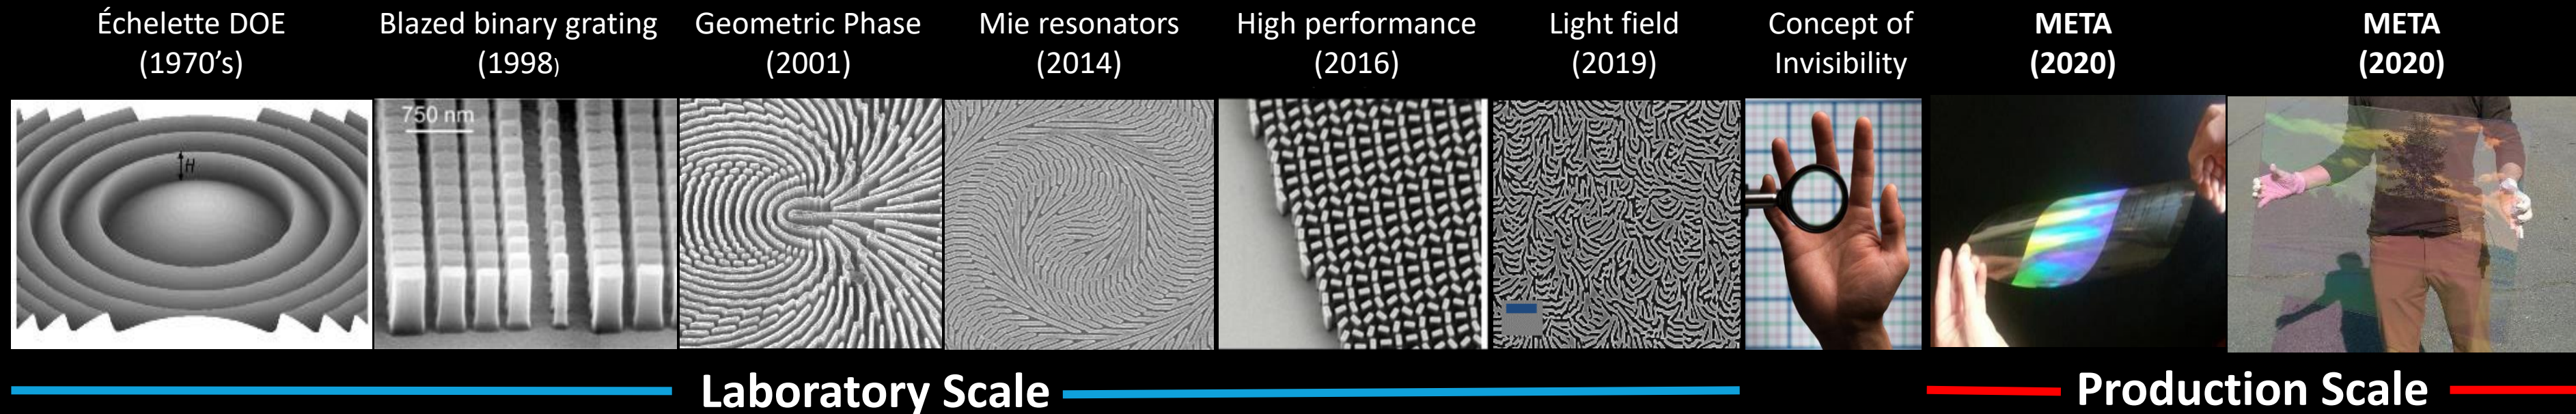 Échelette DOE
(1970's)
Blazed binary grating
(1998)
Geometric Phase
(2001)
Mie resonators
(2014)
High performance
(2016)
Light field
(2019)
Concept of
Invisibility
META
(2020)
META
(2020)
H
750 nm
Laboratory Scale
Production Scale